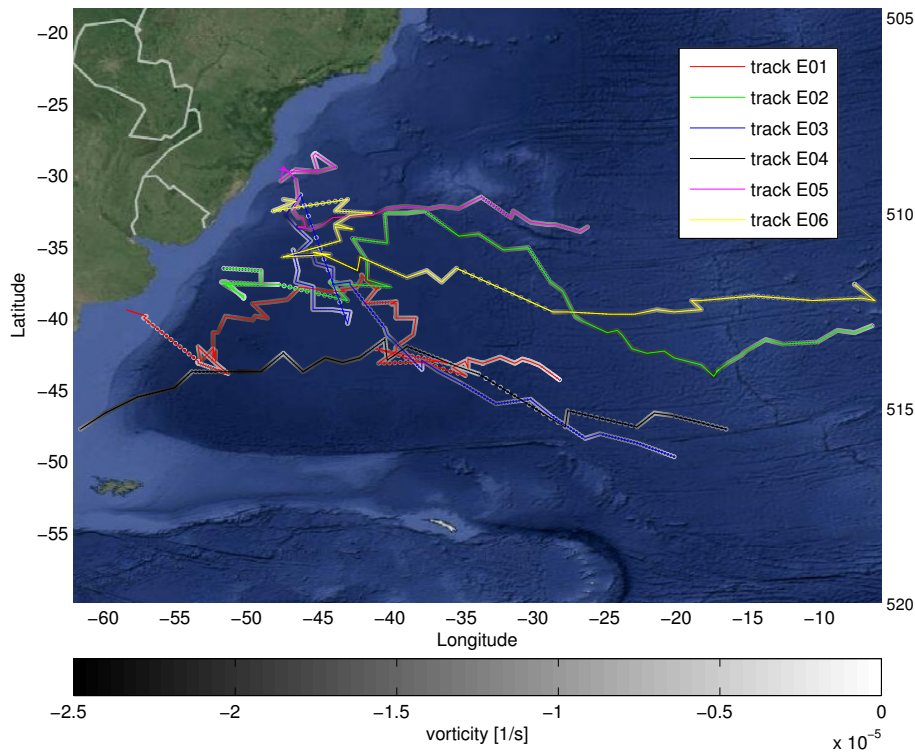 505
−20
track E01
track E02
−25
track E03
track E04
−30
track E05
track E06
510
−35
Latitude
−40
−45
515
−50
−55
520
−60 −55 −50 −45 −40 −35 −30 −25 −20 −15 −10
Longitude
−2.5 −2 −1.5 −1 −0.5 0
vorticity [1/s]
x 10⁻⁵